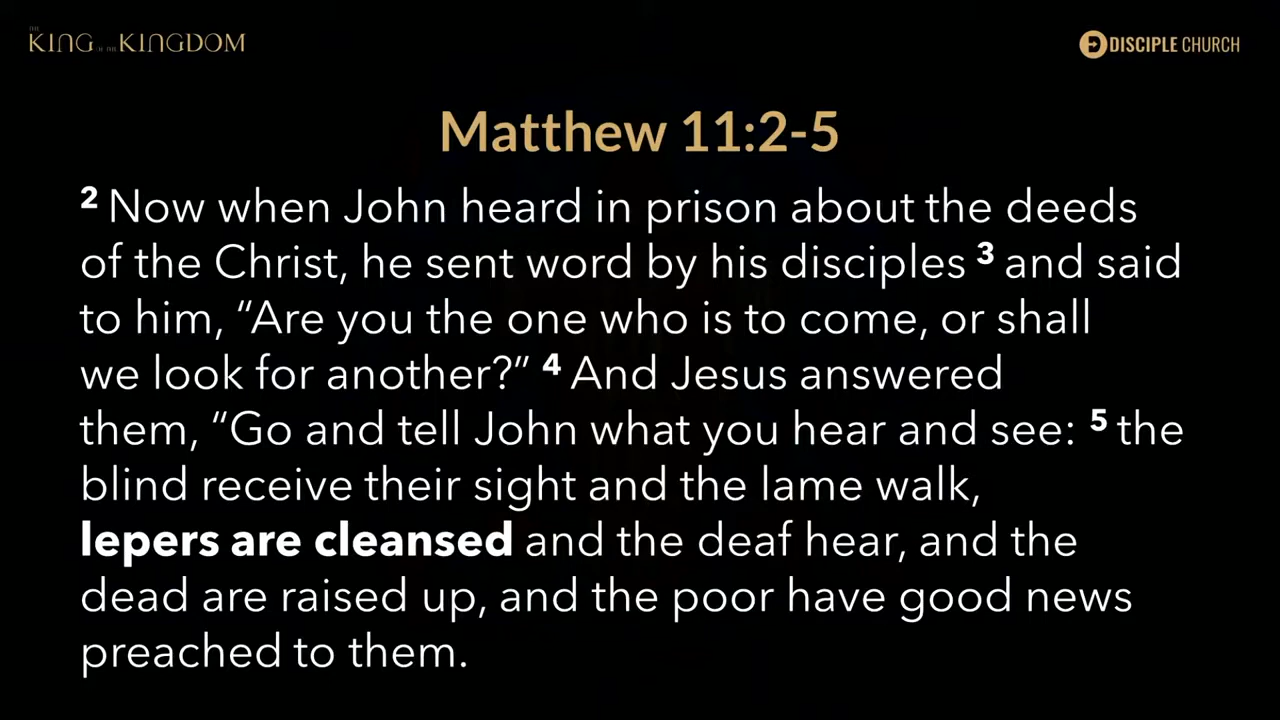 THE
KING OF THE KINGDOM
DISCIPLE CHURCH
Matthew 11:2-5
2 Now when John heard in prison about the deeds
of the Christ, he sent word by his disciples 3 and said
to him, “Are you the one who is to come, or shall
we look for another?” 4 And Jesus answered
them, “Go and tell John what you hear and see: 5 the
blind receive their sight and the lame walk,
lepers are cleansed and the deaf hear, and the
dead are raised up, and the poor have good news
preached to them.